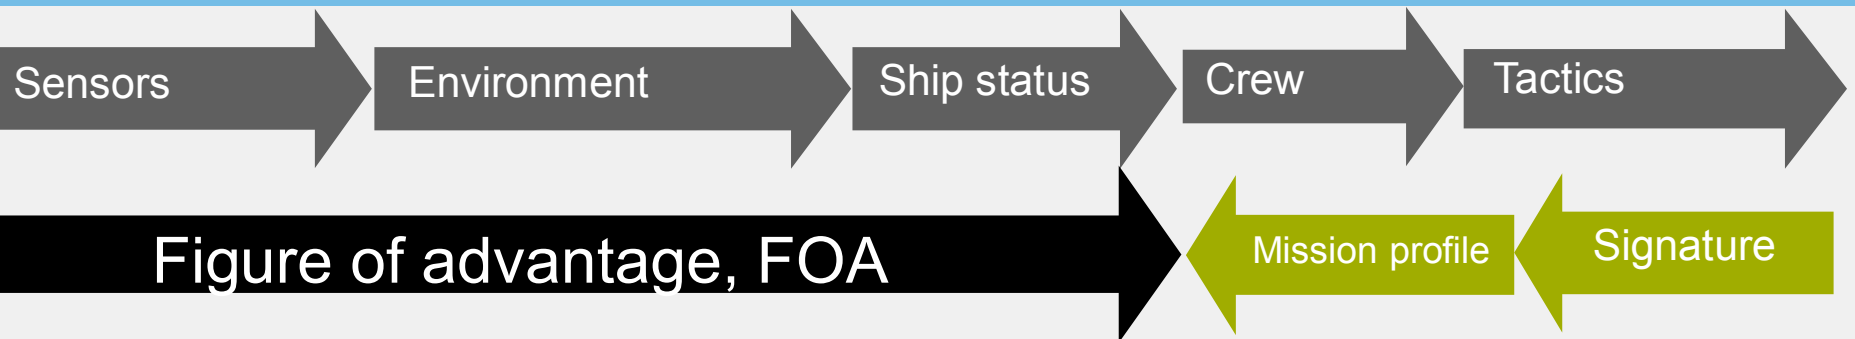 Sensors
Environment
Ship status
Crew
Tactics
Figure of advantage, FOA
Mission profile
Signature